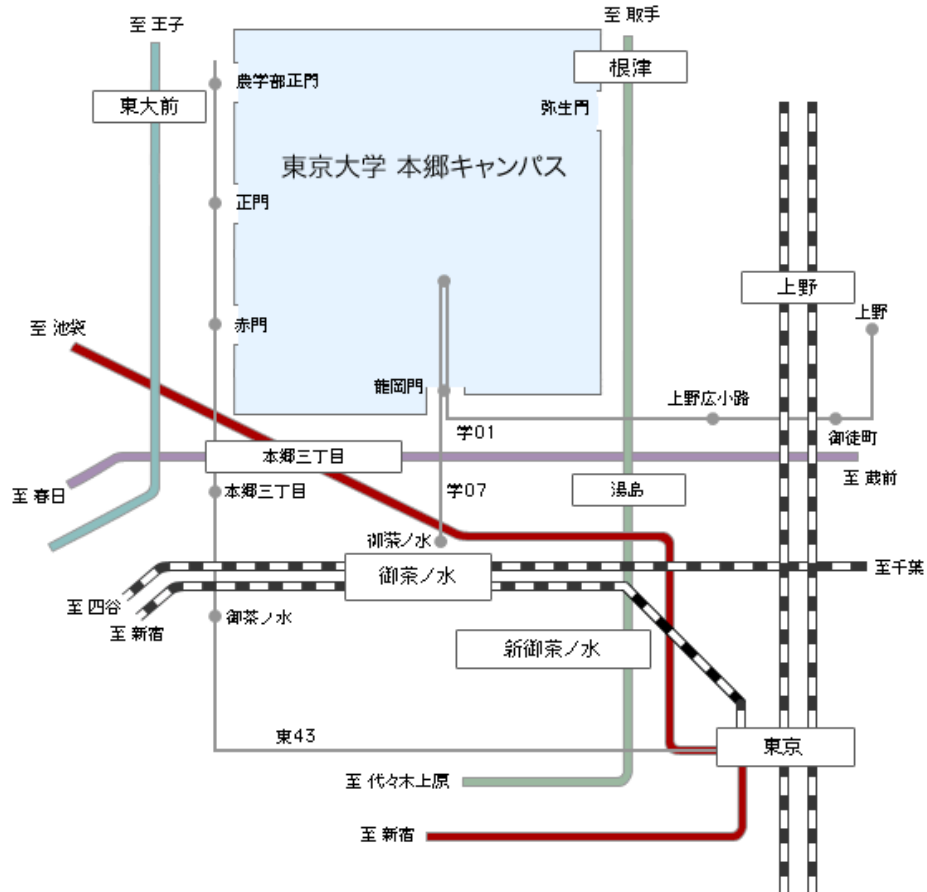 至 王子
至 取手
農学部正門
根津
東大前
弥生門
東京大学 本郷キャンパス
正門
上野
上野
至 池袋
赤門
龍岡門
上野広小路
御徒町
学01
本郷三丁目
至 蔵前
至 春日
本郷三丁目
学07
湯島
御茶ノ水
御茶ノ水
至千葉
至 四谷
至 新宿
御茶ノ水
新御茶ノ水
東43
東京
至 代々木上原
至 新宿